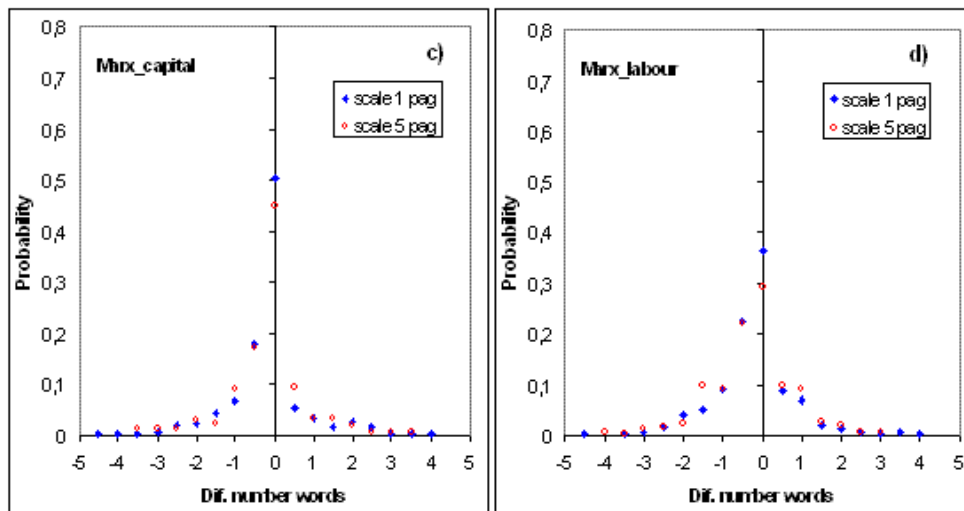 c)
Marx_capital
scale 1 pag
scale 5 pag
Probability
0,8
0,7
0,6
0,5
0,4
0,3
0,2
0,1
0
-5 -4 -3 -2 -1 0 1 2 3 4 5
Dif. number words
d)
Marx_labour
scale 1 pag
scale 5 pag
Probability
0,8
0,7
0,6
0,5
0,4
0,3
0,2
0,1
0
-5 -4 -3 -2 -1 0 1 2 3 4 5
Dif. number words